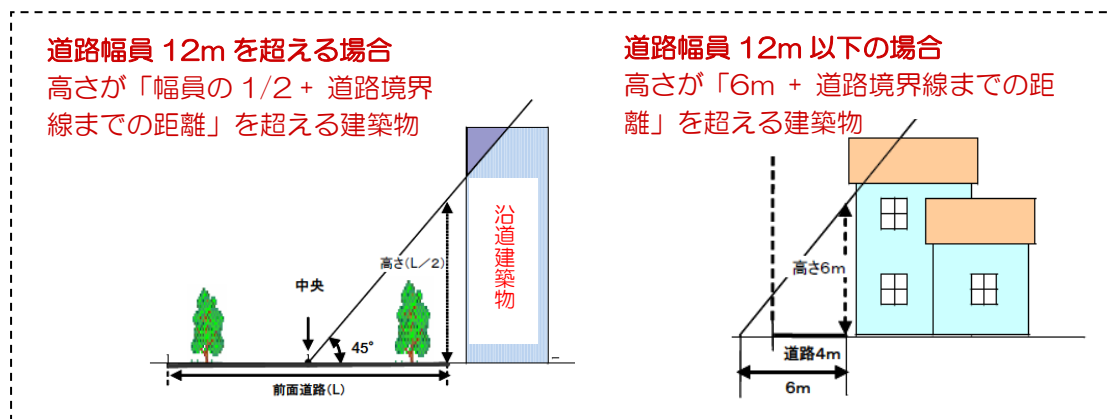 道路幅員 12m を超える場合
高さが「幅員の 1/2 + 道路境界
線までの距離」を超える建築物
沿道建築物
高さ(L/2)
中央
45°
前面道路(L)
道路幅員 12m 以下の場合
高さが「6m + 道路境界線までの距
離」を超える建築物
高さ6m
道路4m
6m